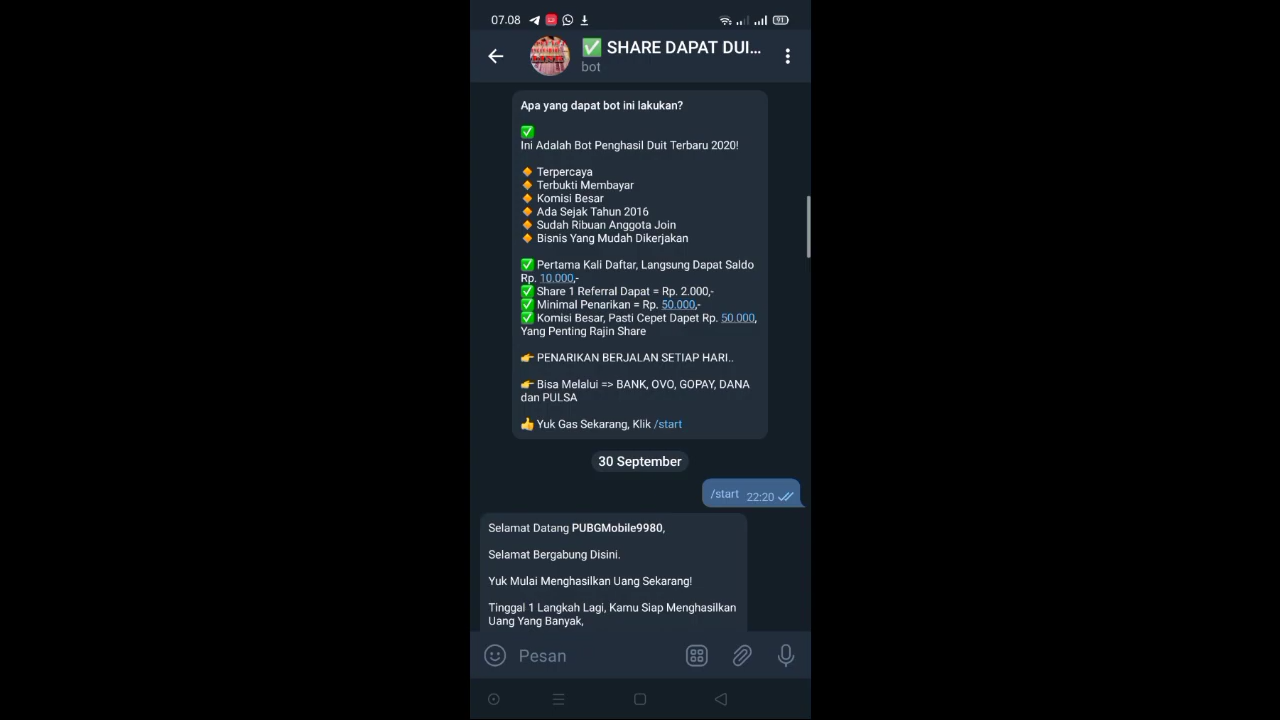 07.08
91
✅ SHARE DAPAT DUI...
bot
Apa yang dapat bot ini lakukan?
✅
Ini Adalah Bot Penghasil Duit Terbaru 2020!
🔸 Terpercaya
🔸 Terbukti Membayar
🔸 Komisi Besar
🔸 Ada Sejak Tahun 2016
🔸 Sudah Ribuan Anggota Join
🔸 Bisnis Yang Mudah Dikerjakan
✅ Pertama Kali Daftar, Langsung Dapat Saldo
Rp. 10.000,-
✅ Share 1 Referral Dapat = Rp. 2.000,-
✅ Minimal Penarikan = Rp. 50.000,-
✅ Komisi Besar, Pasti Cepet Dapet Rp. 50.000,
Yang Penting Rajin Share
👉 PENARIKAN BERJALAN SETIAP HARI..
👉 Bisa Melalui => BANK, OVO, GOPAY, DANA
dan PULSA
👍 Yuk Gas Sekarang, Klik /start
30 September
/start 22:20
Selamat Datang PUBGMobile9980,
Selamat Bergabung Disini.
Yuk Mulai Menghasilkan Uang Sekarang!
Tinggal 1 Langkah Lagi, Kamu Siap Menghasilkan
Uang Yang Banyak,
Pesan